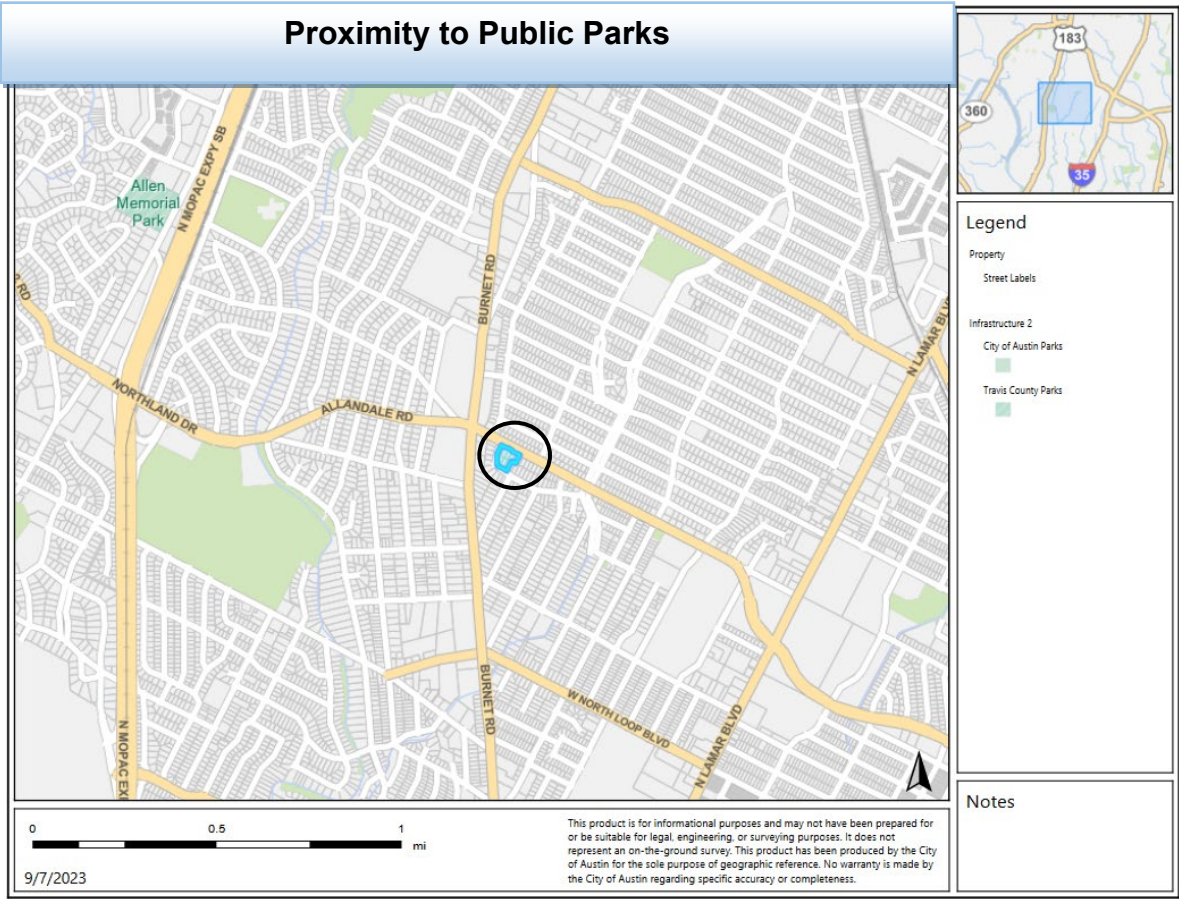 Proximity to Public Parks
183
360
35
Allen
Memorial
Park
N MOPAC EXPY SB
BURNET RD
N LAMAR BLVD
RD
NORTHLAND DR
ALLANDALE RD
BURNET RD
W NORTH LOOP BLVD
N LAMAR BLVD
N MOPAC EXP
Legend
Property
Street Labels
Infrastructure 2
City of Austin Parks
Travis County Parks
Notes
0 0.5 1
mi
9/7/2023
This product is for informational purposes and may not have been prepared for
or be suitable for legal, engineering, or surveying purposes. It does not
represent an on-the-ground survey. This product has been produced by the City
of Austin for the sole purpose of geographic reference. No warranty is made by
the City of Austin regarding specific accuracy or completeness.